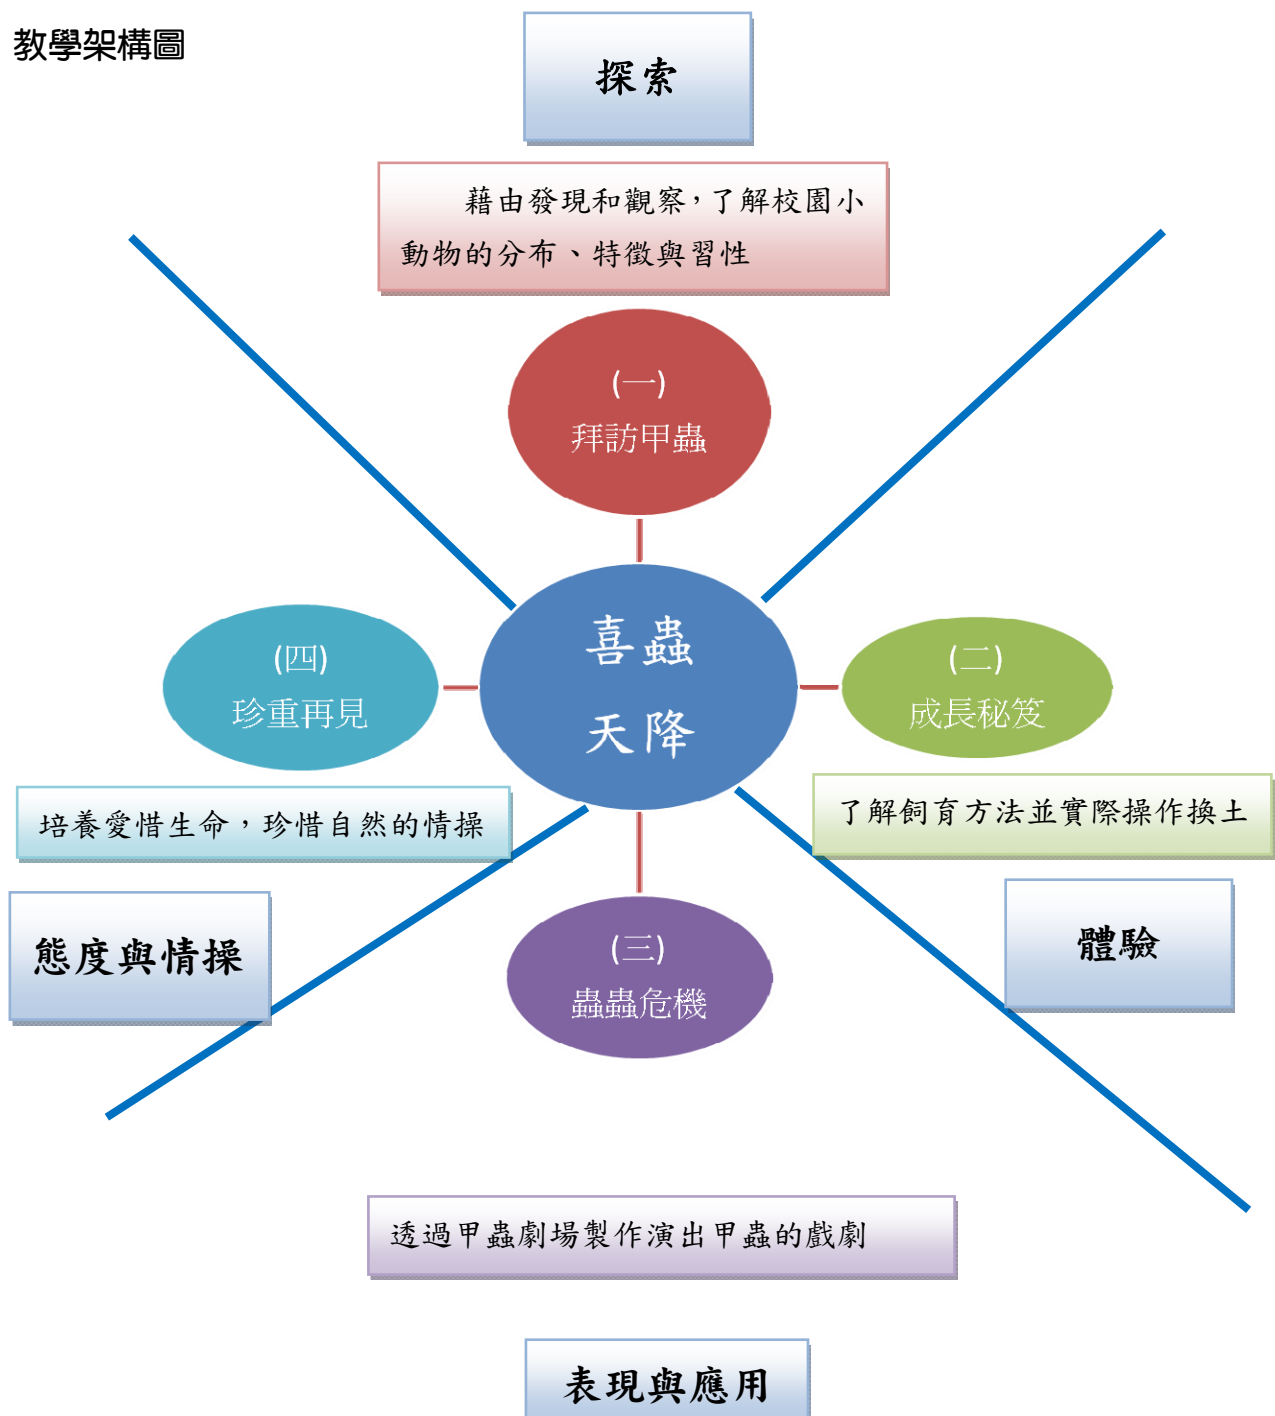 教學架構圖
探索
藉由發現和觀察，了解校園小
動物的分布、特徵與習性
(一)
拜訪甲蟲
喜蟲
天降
(四)
珍重再見
(二)
成長秘笈
培養愛惜生命，珍惜自然的情操
了解飼育方法並實際操作換土
態度與情操
體驗
(三)
蟲蟲危機
透過甲蟲劇場製作演出甲蟲的戲劇
表現與應用